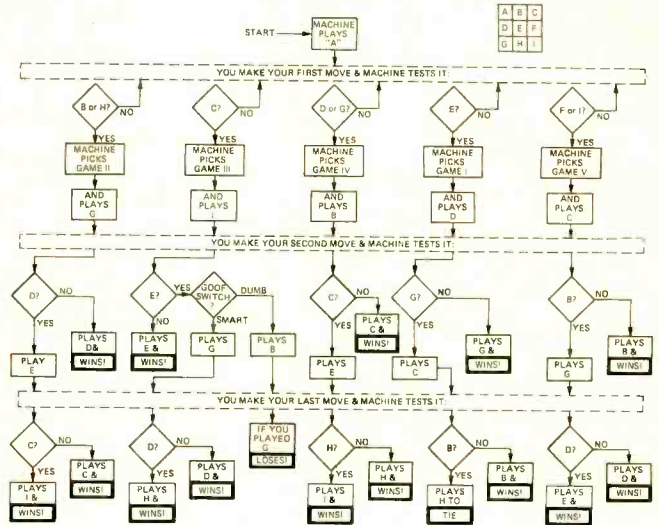 START
MACHINE
PLAYS
"A"
A B C
D E F
G H I
YOU MAKE YOUR FIRST MOVE & MACHINE TESTS IT:
B or H?
NO
C?
NO
D or G?
NO
E?
NO
F or I?
NO
YES
YES
YES
YES
YES
MACHINE
PICKS
GAME II
MACHINE
PICKS
GAME III
MACHINE
PICKS
GAME IV
MACHINE
PICKS
GAME I
MACHINE
PICKS
GAME V
AND
PLAYS
G
AND
PLAYS
I
AND
PLAYS
B
AND
PLAYS
D
AND
PLAYS
C
YOU MAKE YOUR SECOND MOVE & MACHINE TESTS IT:
D?
NO
YES
E?
YES
NO
GOOF
SWITCH
?
DUMB
SMART
C?
NO
YES
G?
NO
YES
B?
NO
YES
PLAYS
D&
WINS!
PLAYS
E &
WINS!
PLAYS
G
PLAYS
B
PLAYS
C &
WINS!
PLAYS
G &
WINS!
PLAYS
B &
WINS!
PLAY
E
PLAYS
E
PLAYS
C
PLAYS
G
YOU MAKE YOUR LAST MOVE & MACHINE TESTS IT:
C?
NO
YES
PLAYS
C &
WINS!
PLAYS
I &
WINS!
D?
NO
YES
PLAYS
D &
WINS!
PLAYS
H &
WINS!
IF YOU
PLAYED
G
LOSES!
H?
NO
YES
PLAYS
H &
WINS!
PLAYS
I &
WINS!
B?
NO
YES
PLAYS
B &
WINS!
PLAYS
H TO
TIE
D?
NO
YES
PLAYS
D &
WINS!
PLAYS
E &
WINS!